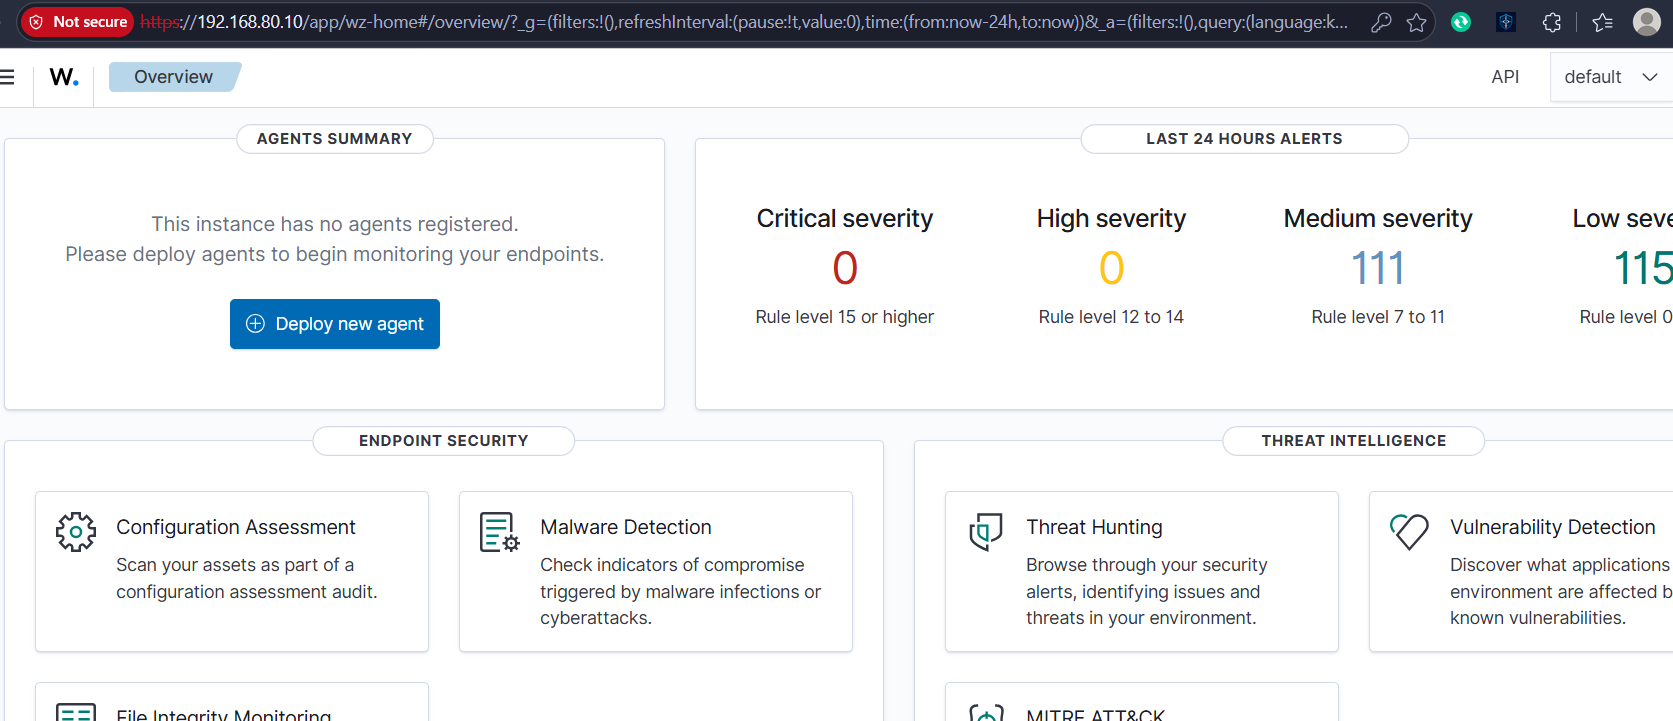 Not secure https://192.168.80.10/app/wz-home#/overview/?_g=(filters:!(),refreshInterval:(pause:!t,value:0),time:(from:now-24h,to:now))&_a=(filters:!(),query:(language:k...
W. Overview API default
AGENTS SUMMARY
This instance has no agents registered.
Please deploy agents to begin monitoring your endpoints.
Deploy new agent
LAST 24 HOURS ALERTS
Critical severity
0
Rule level 15 or higher
High severity
0
Rule level 12 to 14
Medium severity
111
Rule level 7 to 11
Low seve
115
Rule level 0
ENDPOINT SECURITY
Configuration Assessment
Scan your assets as part of a
configuration assessment audit.
Malware Detection
Check indicators of compromise
triggered by malware infections or
cyberattacks.
File Integrity Monitoring
THREAT INTELLIGENCE
Threat Hunting
Browse through your security
alerts, identifying issues and
threats in your environment.
Vulnerability Detection
Discover what applications
environment are affected b
known vulnerabilities.
MITRE ATT&CK